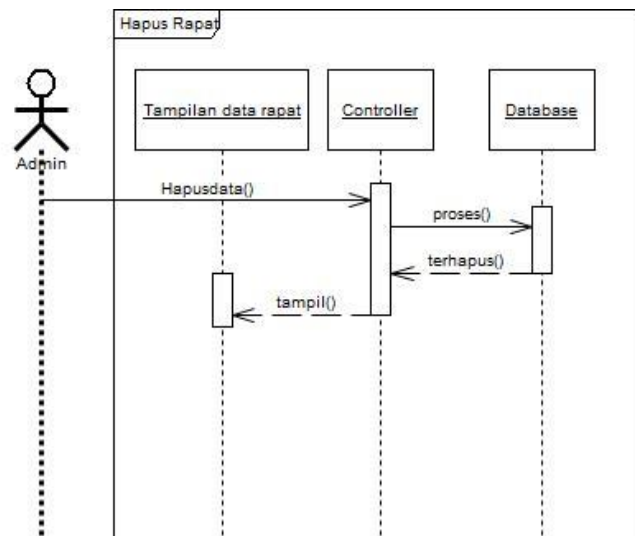 Hapus Rapat
Tampilan data rapat
Controller
Database
Admin
Hapusdata()
proses()
terhapus()
tampil()